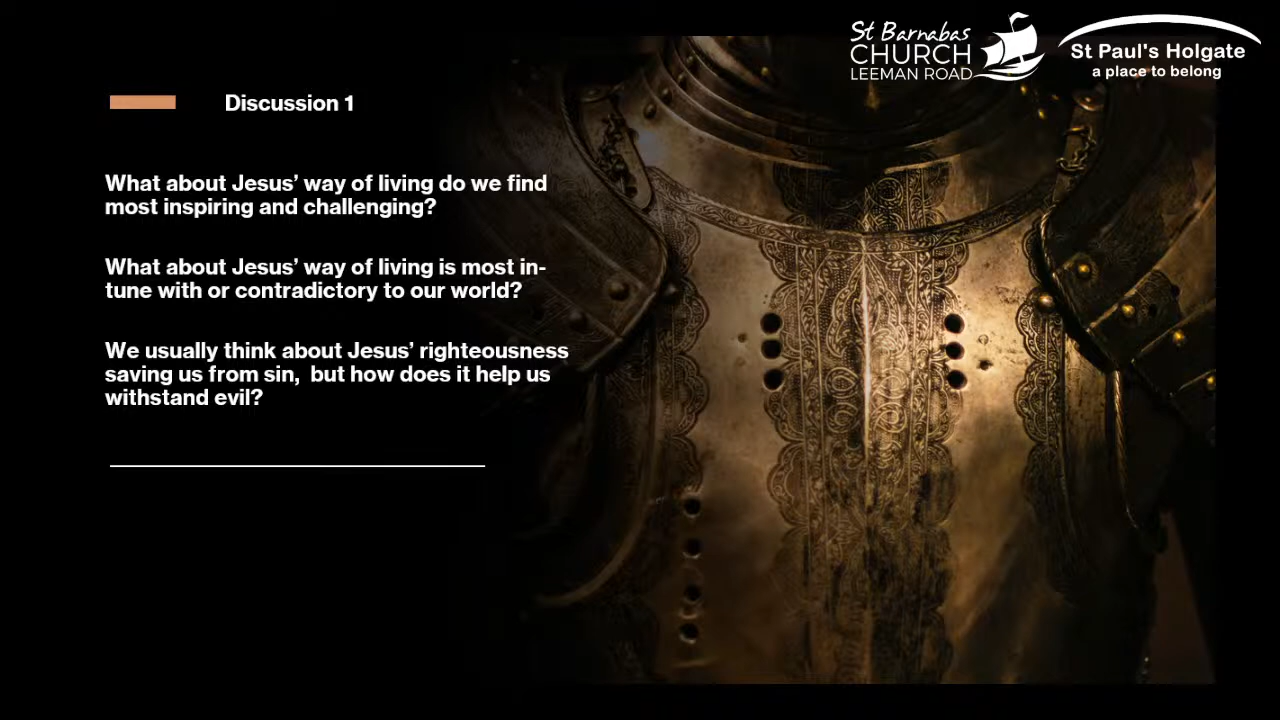 St Barnabas
CHURCH
LEEMAN ROAD
St Paul's Holgate
a place to belong
Discussion 1
What about Jesus’ way of living do we find
most inspiring and challenging?
What about Jesus’ way of living is most in-
tune with or contradictory to our world?
We usually think about Jesus’ righteousness
saving us from sin,  but how does it help us
withstand evil?